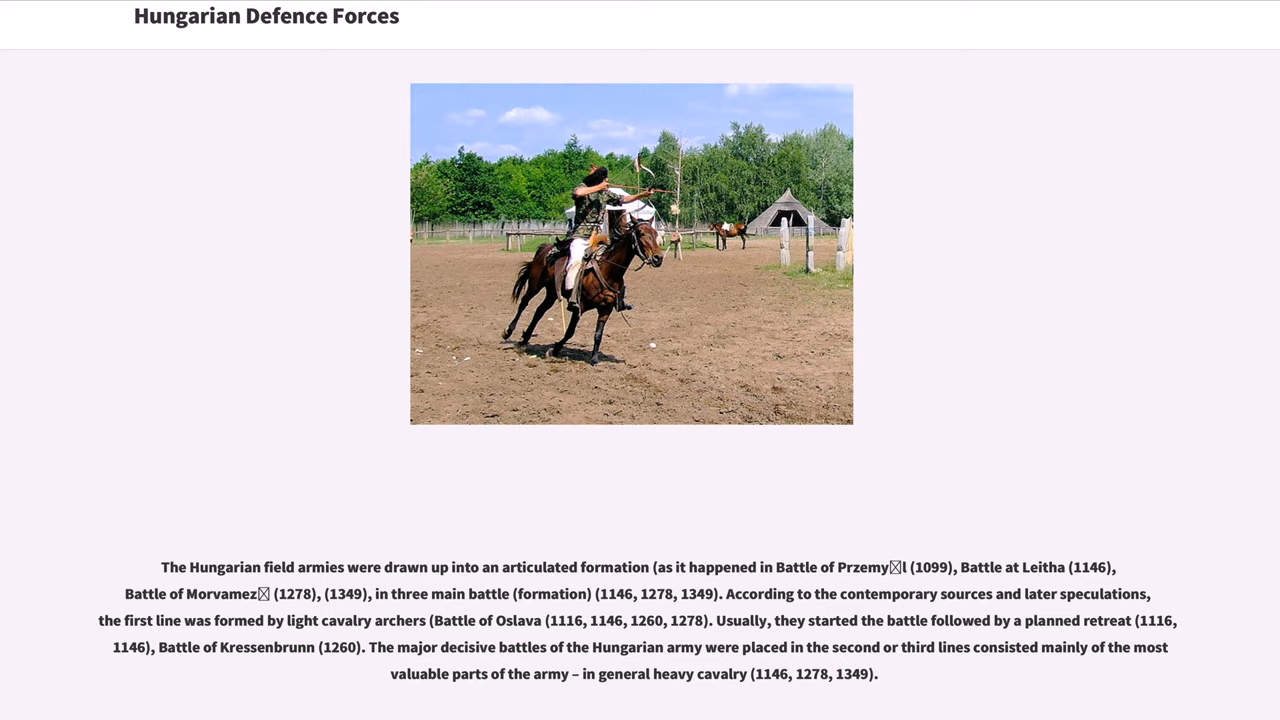 Hungarian Defence Forces
The Hungarian field armies were drawn up into an articulated formation (as it happened in Battle of Przemy□l (1099), Battle at Leitha (1146),
Battle of Morvamez□ (1278), (1349), in three main battle (formation) (1146, 1278, 1349). According to the contemporary sources and later speculations,
the first line was formed by light cavalry archers (Battle of Oslava (1116, 1146, 1260, 1278). Usually, they started the battle followed by a planned retreat (1116,
1146), Battle of Kressenbrunn (1260). The major decisive battles of the Hungarian army were placed in the second or third lines consisted mainly of the most
valuable parts of the army – in general heavy cavalry (1146, 1278, 1349).